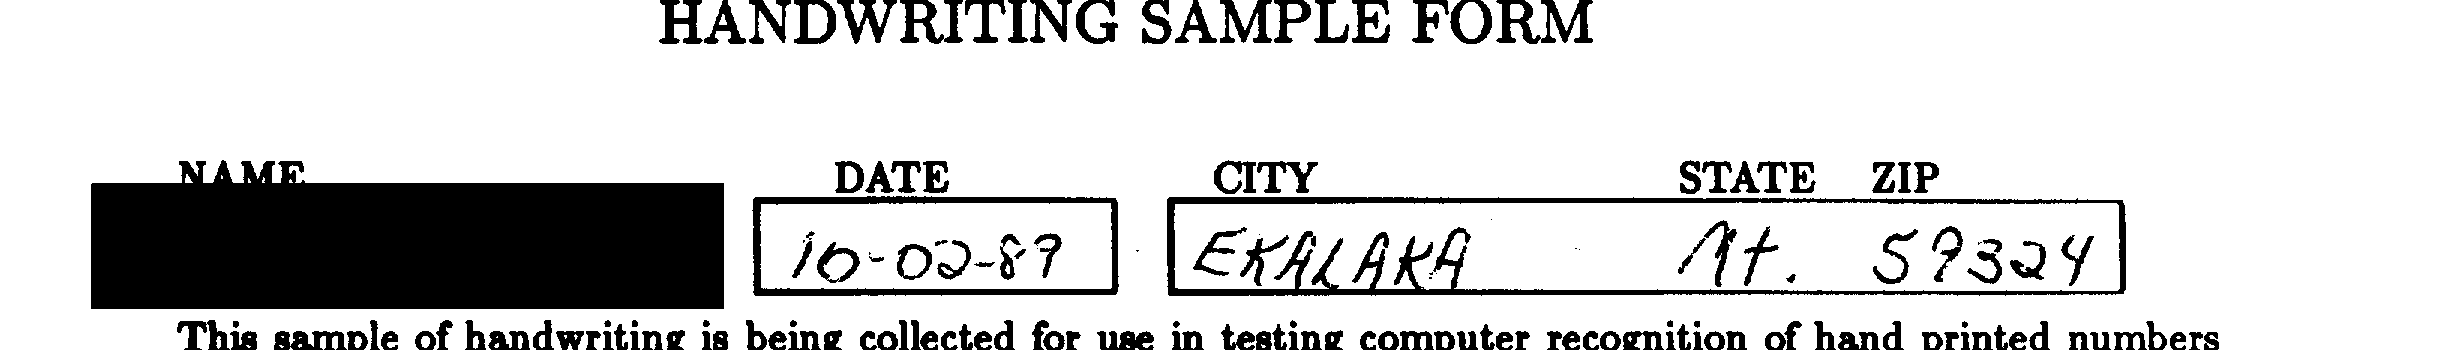 HANDWRITING SAMPLE FORM
NAME DATE CITY STATE ZIP
10-02-89 EKALAKA Mt. 59324
This sample of handwriting is being collected for use in testing computer recognition of hand printed numbers